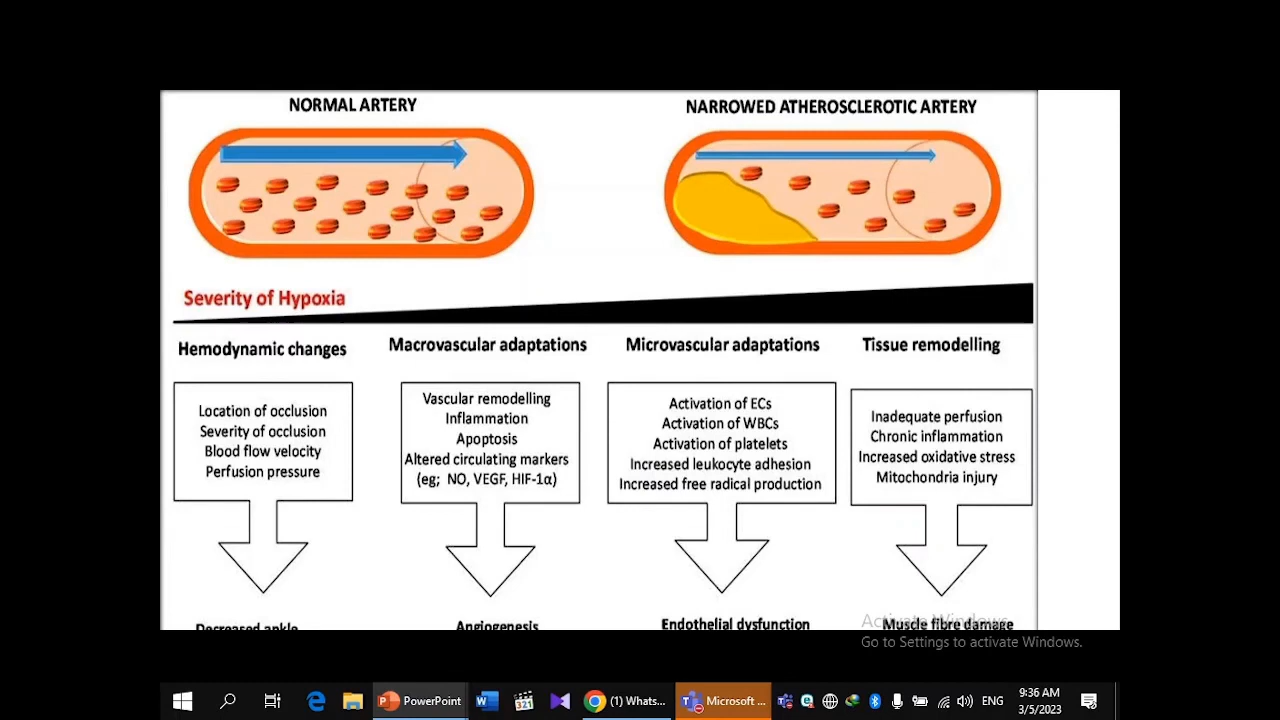 NORMAL ARTERY
NARROWED ATHEROSCLEROTIC ARTERY
Severity of Hypoxia
Hemodynamic changes
Macrovascular adaptations
Microvascular adaptations
Tissue remodelling
Location of occlusion
Severity of occlusion
Blood flow velocity
Perfusion pressure
Vascular remodelling
Inflammation
Apoptosis
Altered circulating markers
(eg; NO, VEGF, HIF-1α)
Activation of ECs
Activation of WBCs
Activation of platelets
Increased leukocyte adhesion
Increased free radical production
Inadequate perfusion
Chronic inflammation
Increased oxidative stress
Mitochondria injury
Decreased ankle
Angiogenesis
Endothelial dysfunction
Muscle fibre damage
Activate Windows
Go to Settings to activate Windows.
PowerPoint
321
(1) Whats...
Microsoft ...
ENG
9:36 AM
3/5/2023